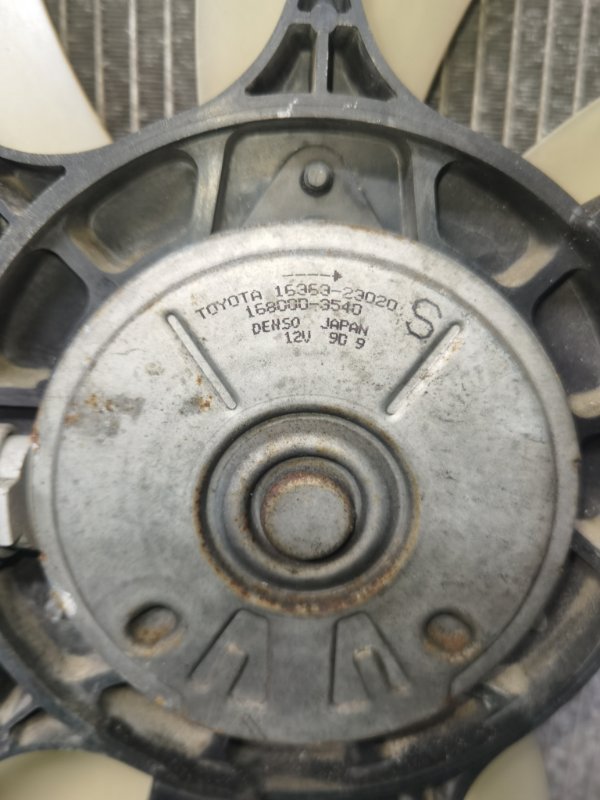 TOYOTA 16363-23020
168000-3540 S
DENSO JAPAN
12V 9D 9